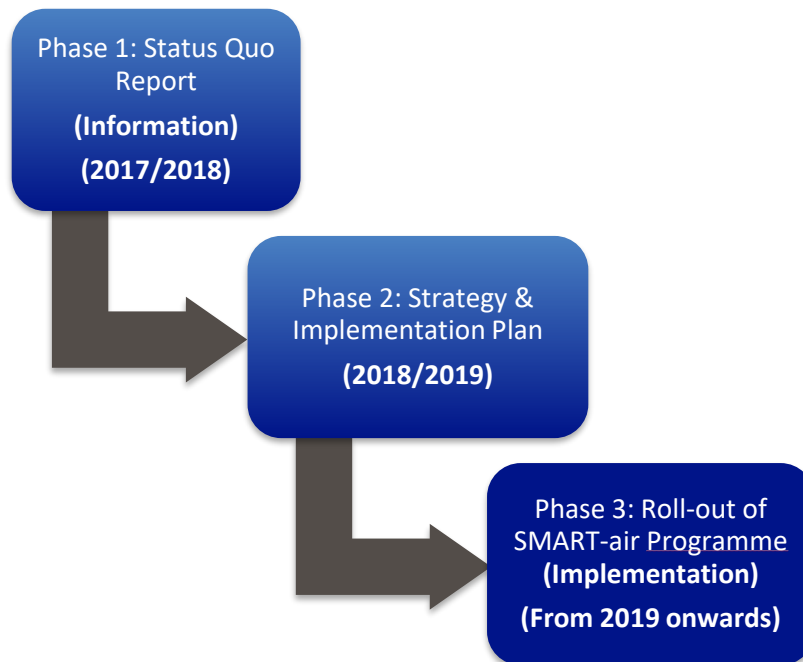 Phase 1: Status Quo
Report
(Information)
(2017/2018)
Phase 2: Strategy &
Implementation Plan
(2018/2019)
Phase 3: Roll-out of
SMART-air Programme
(Implementation)
(From 2019 onwards)